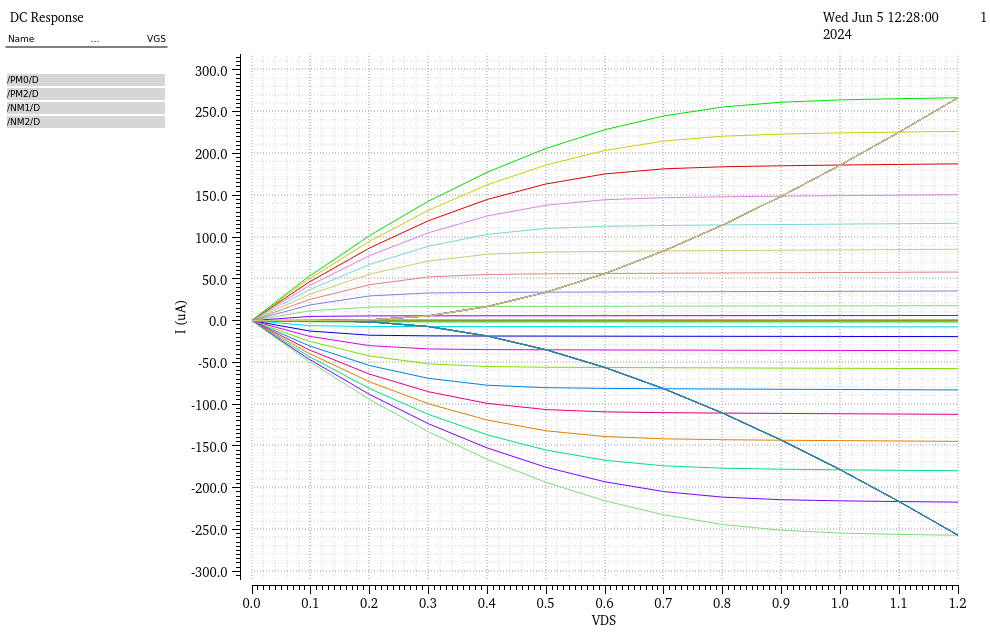 DC Response
Wed Jun 5 12:28:00 1
2024
Name ... VGS
/PM0/D
/PM2/D
/NM1/D
/NM2/D
300.0
250.0
200.0
150.0
100.0
50.0
0.0
-50.0
-100.0
-150.0
-200.0
-250.0
-300.0
I (uA)
0.0 0.1 0.2 0.3 0.4 0.5 0.6 0.7 0.8 0.9 1.0 1.1 1.2
VDS